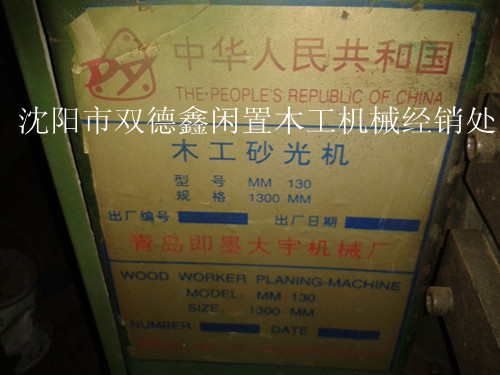 DY
中华人民共和国
THE·PEOPLE'S REPUBLIC OF CHINA
沈阳市双德鑫闲置木工机械经销处
木工砂光机
型号 MM 130
规格 1300 MM
出厂编号 出厂日期
青岛即墨大宇机械厂
WOOD WORKER PLANING-MACHINE
MODEL: MM 130
SIZE: 1300 MM
NUMBER DATE